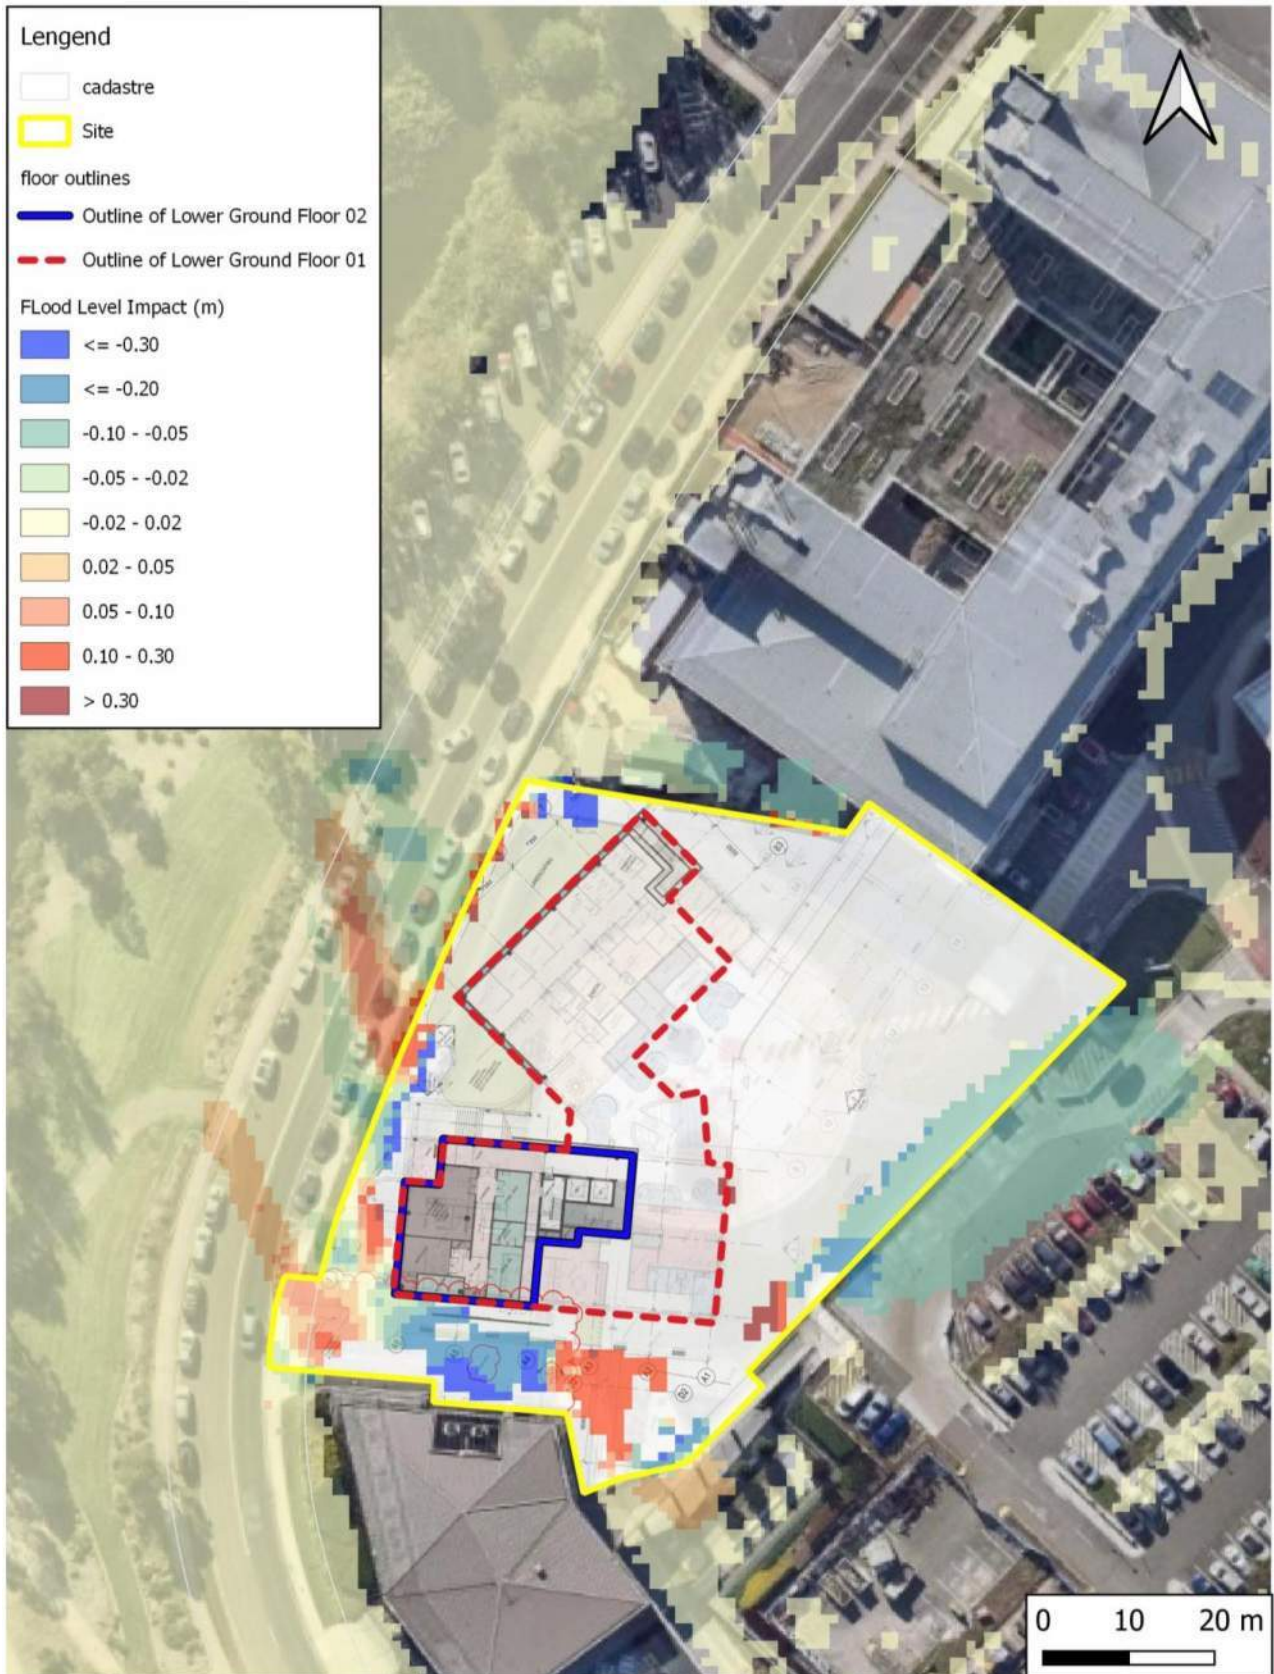 Lengend
cadastre
Site
floor outlines
Outline of Lower Ground Floor 02
Outline of Lower Ground Floor 01
FLood Level Impact (m)
<= -0.30
<= -0.20
-0.10 - -0.05
-0.05 - -0.02
-0.02 - 0.02
0.02 - 0.05
0.05 - 0.10
0.10 - 0.30
> 0.30
A1
D2
0 10 20 m